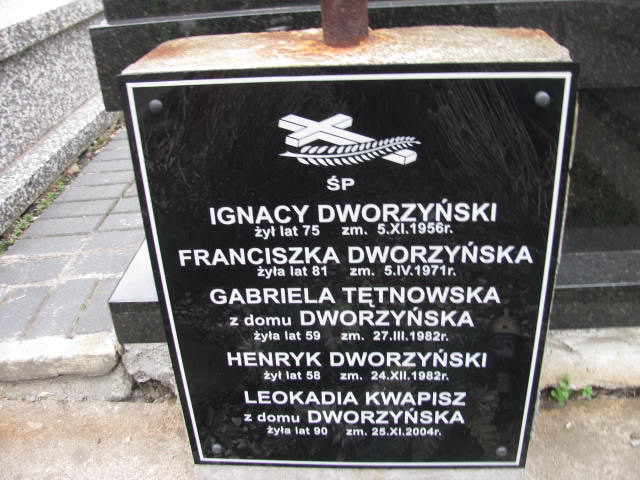 ŚP
IGNACY DWORZYŃSKI
żył lat 75 zm. 5.XI.1956r.
FRANCISZKA DWORZYŃSKA
żyła lat 81 zm. 5.IV.1971r.
GABRIELA TĘTNOWSKA
z domu DWORZYŃSKA
żyła lat 59 zm. 27.III.1982r.
HENRYK DWORZYŃSKI
żył lat 58 zm. 24.XII.1982r.
LEOKADIA KWAPISZ
z domu DWORZYŃSKA
żyła lat 90 zm. 25.XI.2004r.